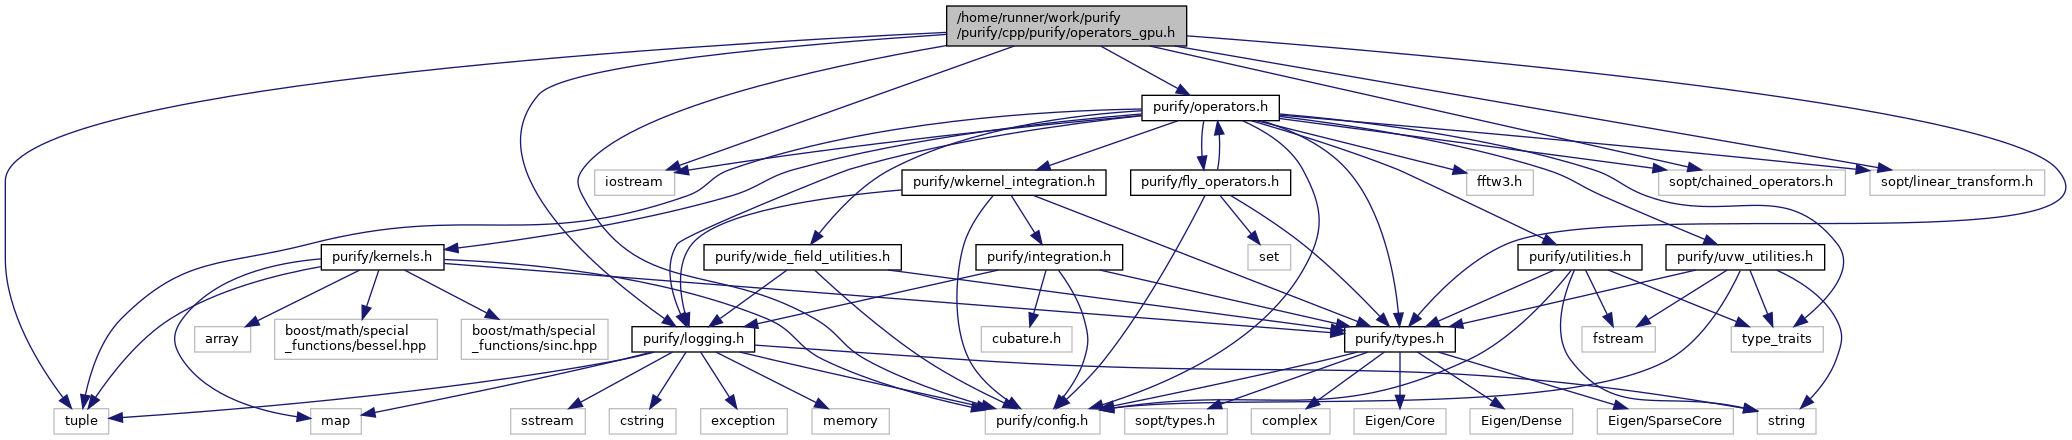 /home/runner/work/purify
/purify/cpp/purify/operators_gpu.h
purify/operators.h
iostream
purify/wkernel_integration.h
purify/fly_operators.h
fftw3.h
sopt/chained_operators.h
sopt/linear_transform.h
purify/kernels.h
purify/wide_field_utilities.h
purify/integration.h
set
purify/utilities.h
purify/uvw_utilities.h
array
boost/math/special
_functions/bessel.hpp
boost/math/special
_functions/sinc.hpp
purify/logging.h
cubature.h
purify/types.h
fstream
type_traits
tuple
map
sstream
cstring
exception
memory
purify/config.h
sopt/types.h
complex
Eigen/Core
Eigen/Dense
Eigen/SparseCore
string